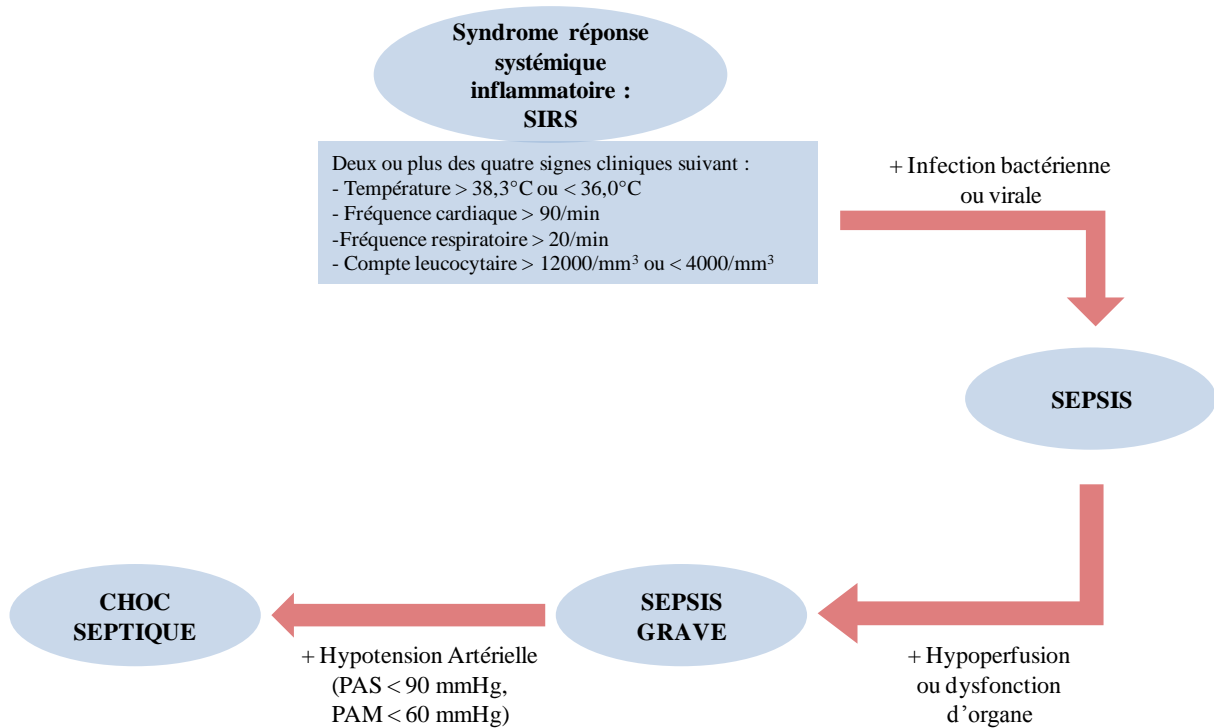 Syndrome réponse
systémique
inflammatoire :
SIRS
Deux ou plus des quatre signes cliniques suivant :
- Température > 38,3°C ou < 36,0°C
- Fréquence cardiaque > 90/min
-Fréquence respiratoire > 20/min
- Compte leucocytaire > 12000/mm³ ou < 4000/mm³
+ Infection bactérienne
ou virale
SEPSIS
+ Hypoperfusion
ou dysfonction
d’organe
SEPSIS
GRAVE
+ Hypotension Artérielle
(PAS < 90 mmHg,
PAM < 60 mmHg)
CHOC
SEPTIQUE